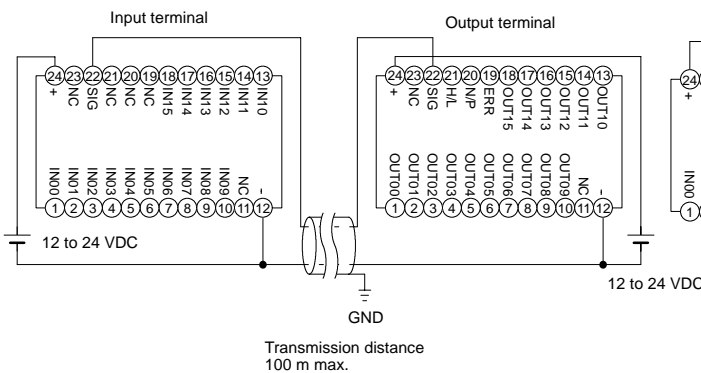 Input terminal
Output terminal
24 23 22 21 20 19 18 17 16 15 14 13
+ NC SIG NC NC NC IN15 IN14 IN13 IN12 IN11 IN10
IN00 IN01 IN02 IN03 IN04 IN05 IN06 IN07 IN08 IN09 NC -
1 2 3 4 5 6 7 8 9 10 11 12
12 to 24 VDC
24 23 22 21 20 19 18 17 16 15 14 13
+ NC SIG H/L N/P ERR OUT15 OUT14 OUT13 OUT12 OUT11 OUT10
OUT00 OUT01 OUT02 OUT03 OUT04 OUT05 OUT06 OUT07 OUT08 OUT09 NC -
1 2 3 4 5 6 7 8 9 10 11 12
12 to 24 VDC
24
+
IN00
1
GND
Transmission distance
100 m max.